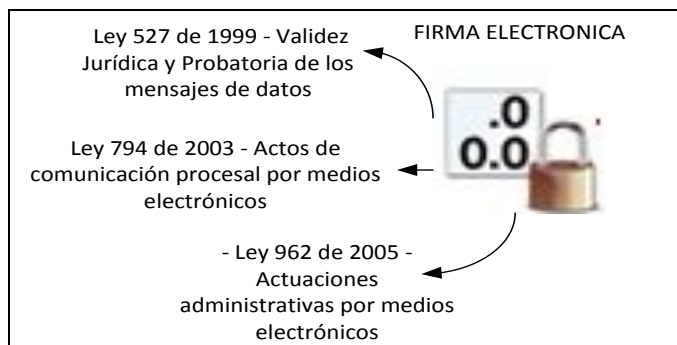 Ley 527 de 1999 - Validez
Jurídica y Probatoria de los
mensajes de datos
FIRMA ELECTRONICA
.0
0.0
Ley 794 de 2003 - Actos de
comunicación procesal por medios
electrónicos
- Ley 962 de 2005 -
Actuaciones
administrativas por medios
electrónicos